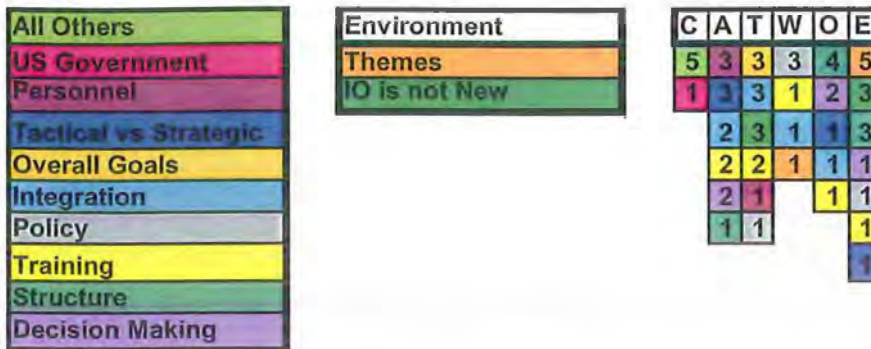 All Others
US Government
Personnel
Tactical vs Strategic
Overall Goals
Integration
Policy
Training
Structure
Decision Making
Environment
Themes
IO is not New
C A T W O E
5 3 3 3 4 5
1 3 3 1 2 3
2 3 1 1 3
2 2 1 1 1
2 1 1 1
1 1 1
1